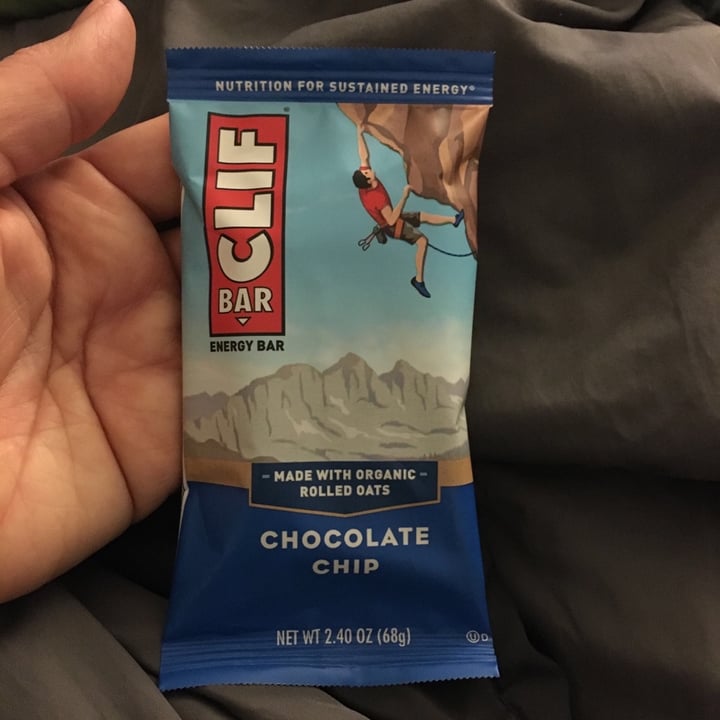 NUTRITION FOR SUSTAINED ENERGY®
CLIF
BAR
®
ENERGY BAR
- MADE WITH ORGANIC -
ROLLED OATS
CHOCOLATE
CHIP
NET WT 2.40 OZ (68g)
Ⓤ D